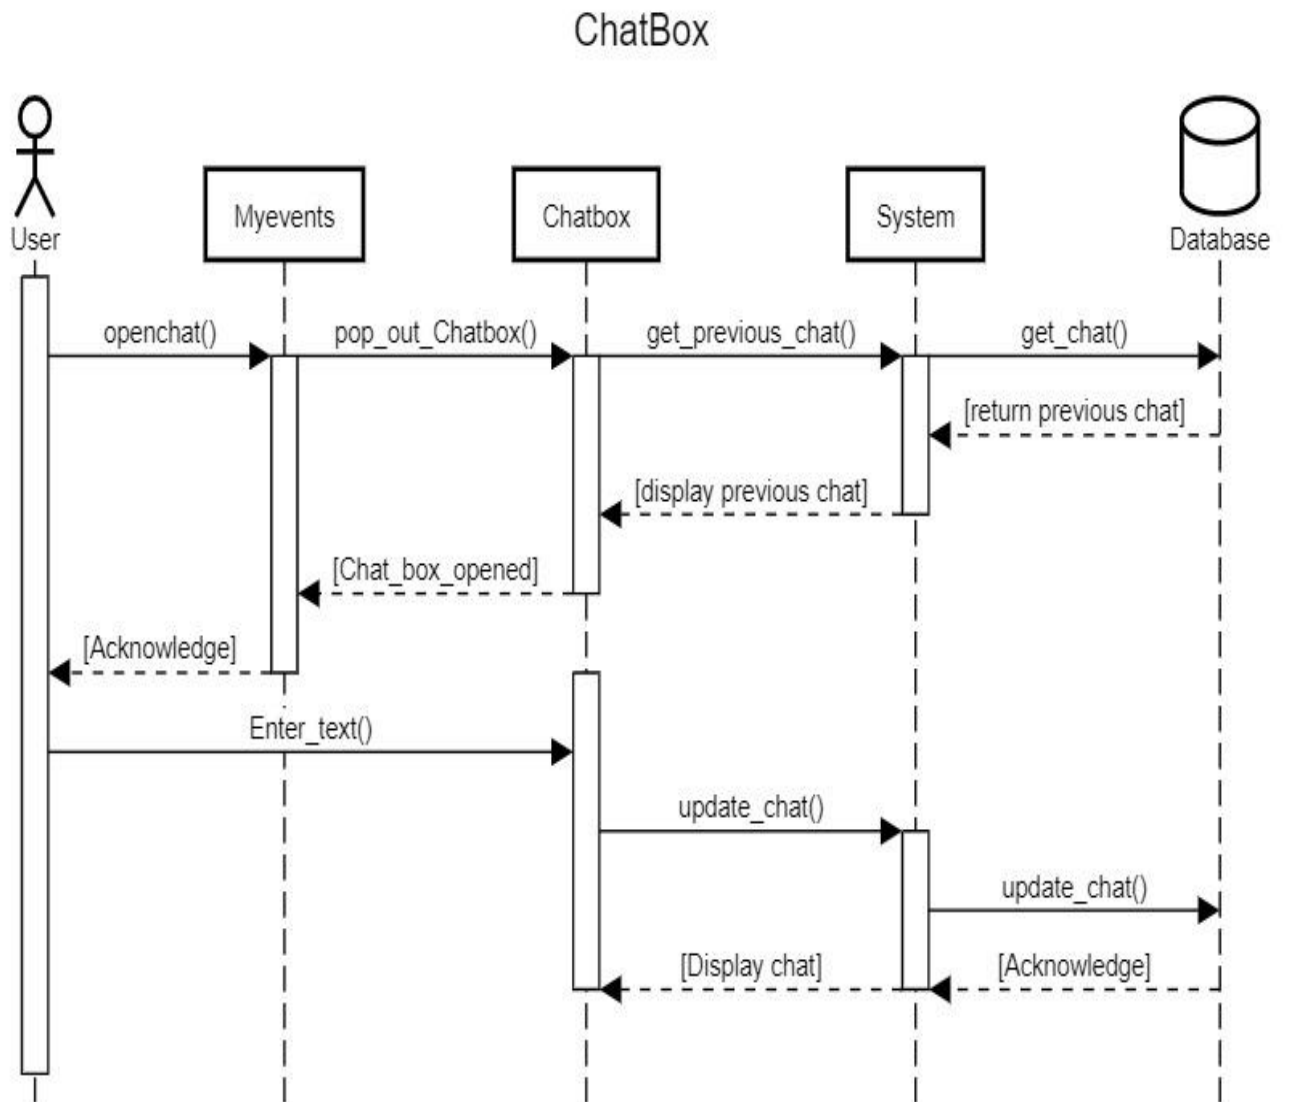 ChatBox
User
Myevents
Chatbox
System
Database
openchat()
pop_out_Chatbox()
get_previous_chat()
get_chat()
[return previous chat]
[display previous chat]
[Chat_box_opened]
[Acknowledge]
Enter_text()
update_chat()
update_chat()
[Display chat]
[Acknowledge]